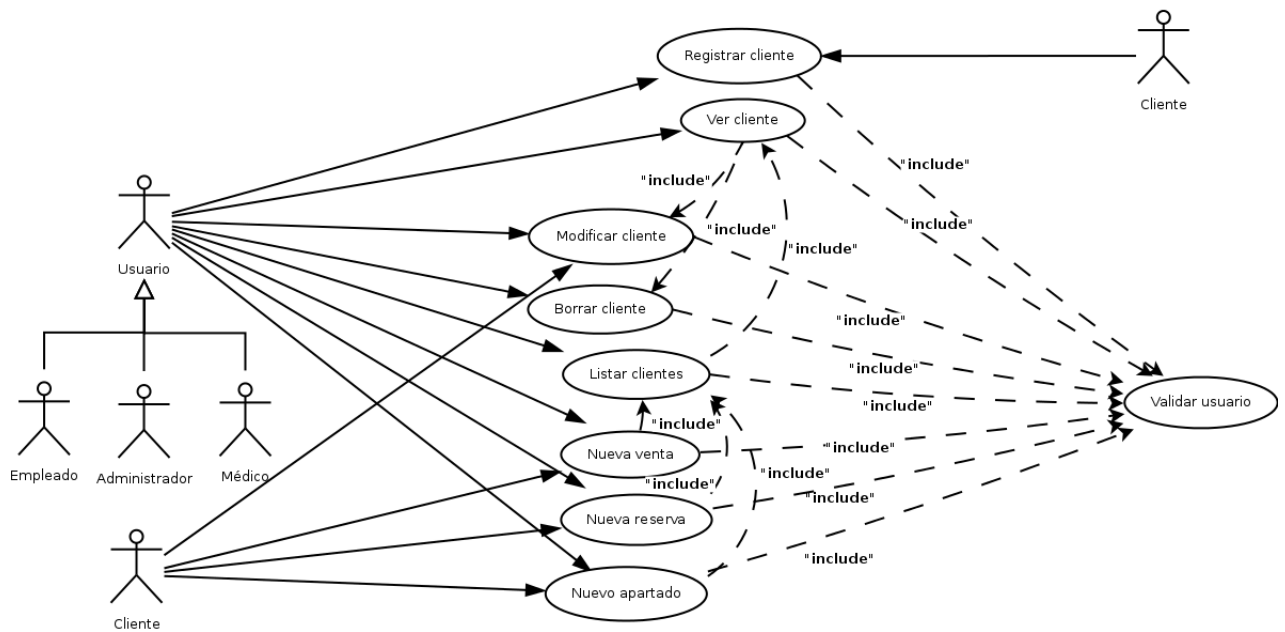 Registrar cliente
Cliente
Ver cliente
"include"
"include"
"include"
Usuario
Modificar cliente
"include"
"include"
Borrar cliente
"include"
Listar clientes
"include"
Validar usuario
"include"
"include"
Empleado
Administrador
Médico
Nueva venta
"include"
"include"
"include"
"include"
Nueva reserva
"include"
Nuevo apartado
Cliente